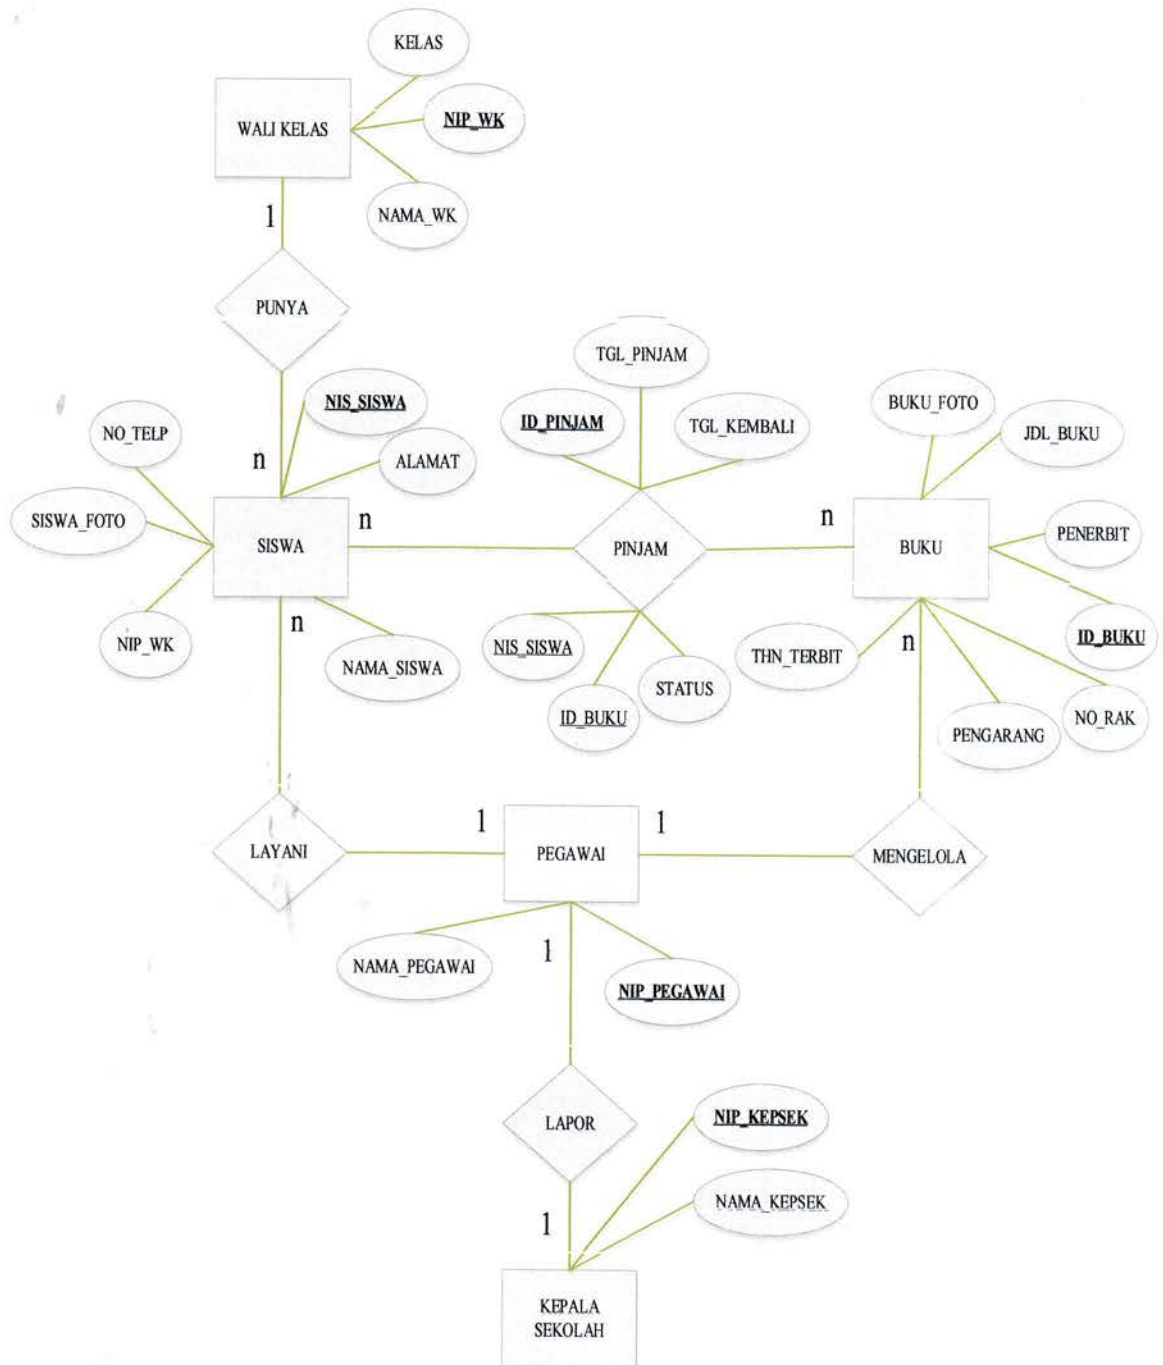 KELAS
WALI KELAS
NIP_WK
NAMA_WK
1
PUNYA
TGL_PINJAM
NIS_SISWA
BUKU_FOTO
ID_PINJAM
TGL_KEMBALI
NO_TELP
JDL_BUKU
n
ALAMAT
SISWA_FOTO
n
n
SISWA
PINJAM
BUKU
PENERBIT
n
NIP_WK
NIS_SISWA
ID_BUKU
n
THN_TERBIT
NAMA_SISWA
STATUS
ID_BUKU
NO_RAK
PENGARANG
1
1
LAYANI
PEGAWAI
MENGELOLA
1
NAMA_PEGAWAI
NIP_PEGAWAI
NIP_KEPSEK
LAPOR
NAMA_KEPSEK
1
KEPALA
SEKOLAH